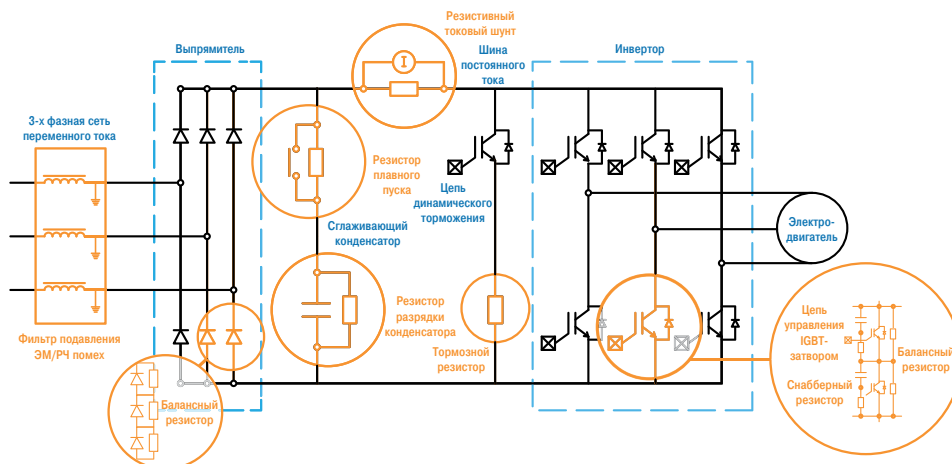 Резистивный
токовый шунт
I
Выпрямитель
Шина
постоянного
тока
Инвертор
3-х фазная сеть
переменного тока
Резистор
плавного
пуска
Цепь
динамического
торможения
Сглаживающий
конденсатор
Электро-
двигатель
Резистор
разрядки
конденсатора
Тормозной
резистор
Фильтр подавления
ЭМ/РЧ помех
Балансный
резистор
Цепь
управления
IGBT-
затвором
Балансный
резистор
Снабберный
резистор